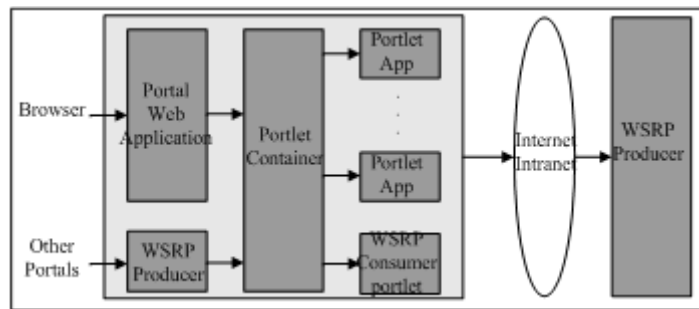 Browser
Other
Portals
Portal
Web
Application
WSRP
Producer
Portlet
Container
Portlet
App
Portlet
App
WSRP
Consumer
portlet
Internet
Intranet
WSRP
Producer